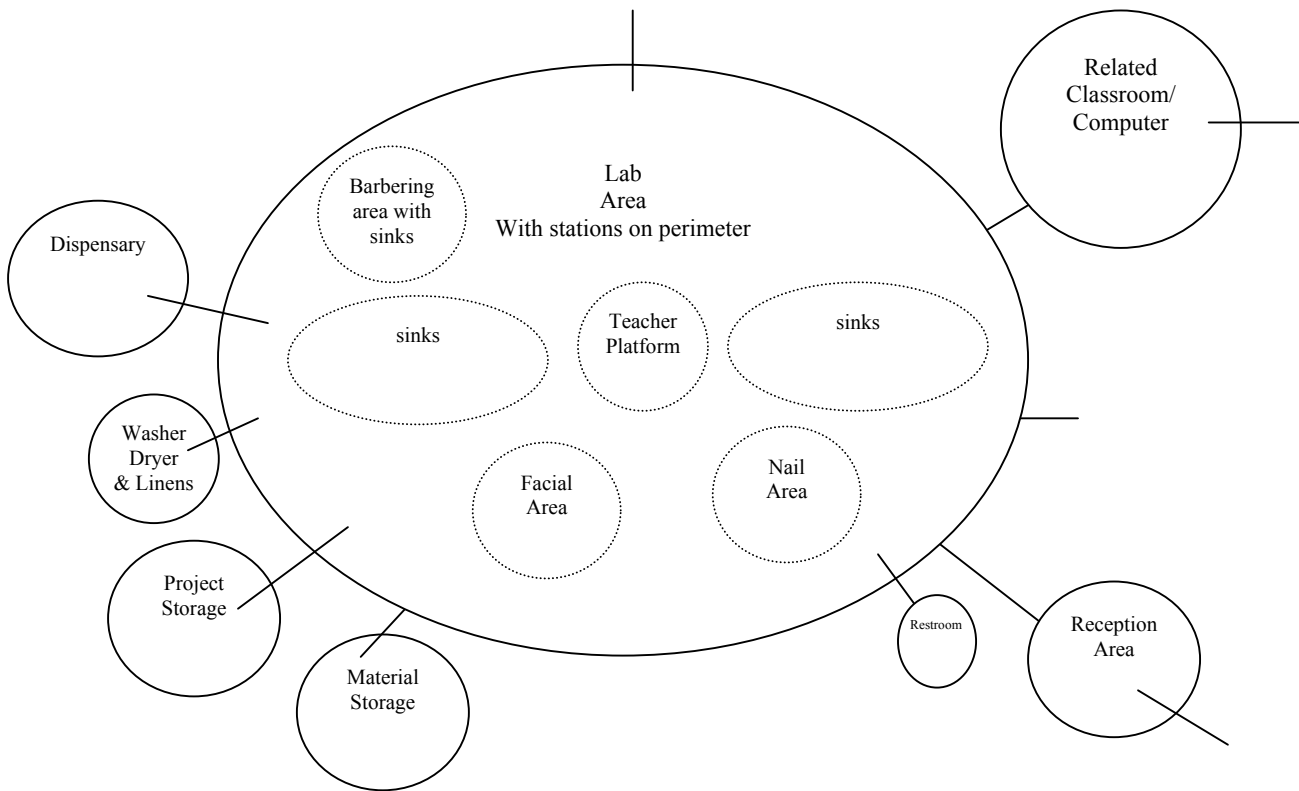 Related
Classroom/
Computer
Lab
Area
With stations on perimeter
Barbering
area with
sinks
Dispensary
sinks
Teacher
Platform
sinks
Washer
Dryer
& Linens
Facial
Area
Nail
Area
Project
Storage
Material
Storage
Restroom
Reception
Area